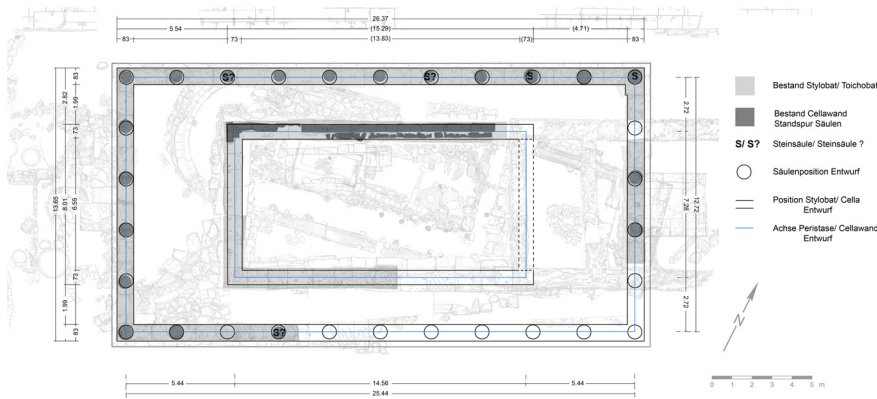 26.37
5.54
(15.29)
(4.71)
83
73
(13.83)
(73)
83
S?
S?
S
S
83
2.82
1.99
73
13.65
8.01
6.55
73
1.99
83
2.72
7.28
12.72
2.72
S?
Bestand Stylobat/ Toichobat
Bestand Cellawand
Standspur Säulen
S/ S? Steinsäule/ Steinsäule ?
Säulenposition Entwurf
Position Stylobat/ Cella
Entwurf
Achse Peristase/ Cellawand
Entwurf
N
0 1 2 3 4 5 m
5.44
14.56
5.44
25.44